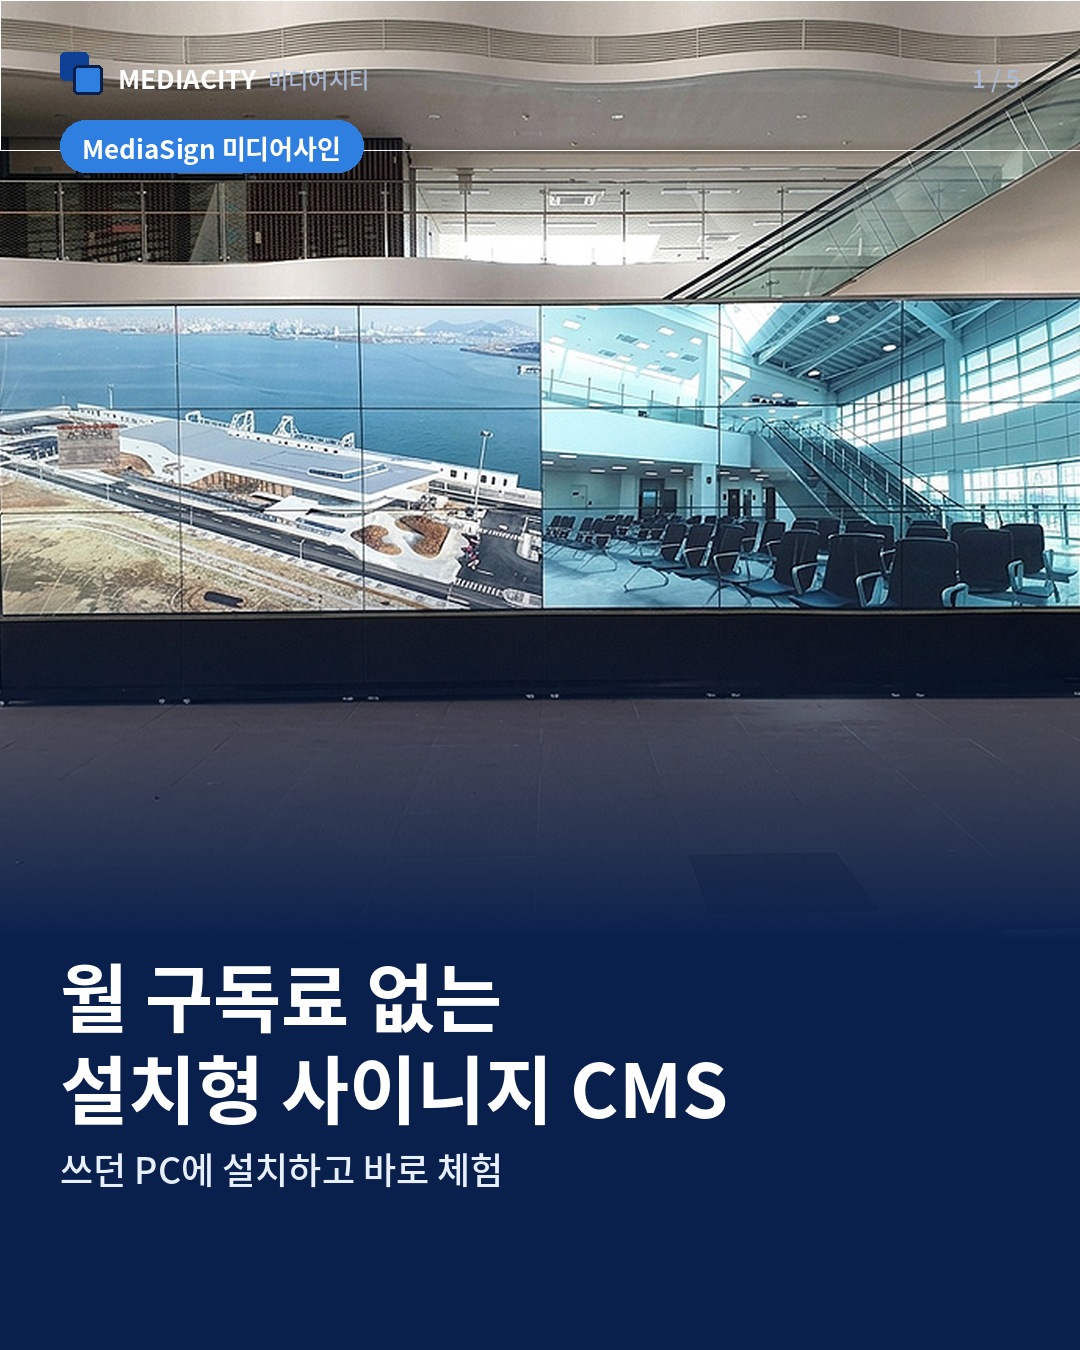 MEDIACITY 미디어시티
1 / 5
MediaSign 미디어사인
월 구독료 없는
설치형 사이니지 CMS
쓰던 PC에 설치하고 바로 체험